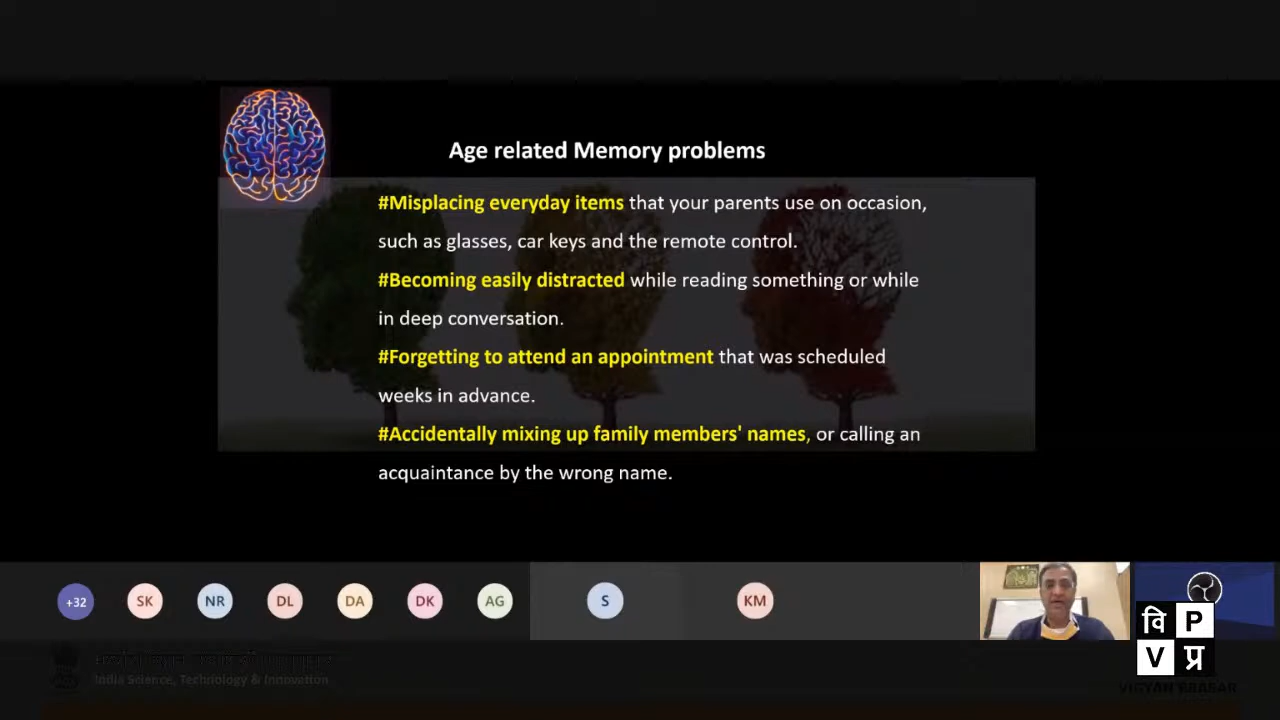 Age related Memory problems
#Misplacing everyday items that your parents use on occasion,
such as glasses, car keys and the remote control.
#Becoming easily distracted while reading something or while
in deep conversation.
#Forgetting to attend an appointment that was scheduled
weeks in advance.
#Accidentally mixing up family members' names, or calling an
acquaintance by the wrong name.
+32 SK NR DL DA DK AG S KM
वि P
V प्र
India Science, Technology & Innovation
VIGYAN PRASAR